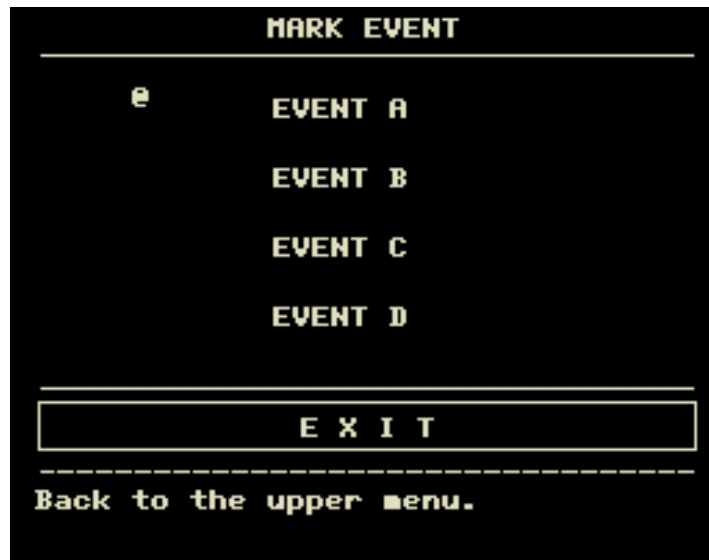 MARK EVENT
e EVENT A
EVENT B
EVENT C
EVENT D
E X I T
Back to the upper menu.